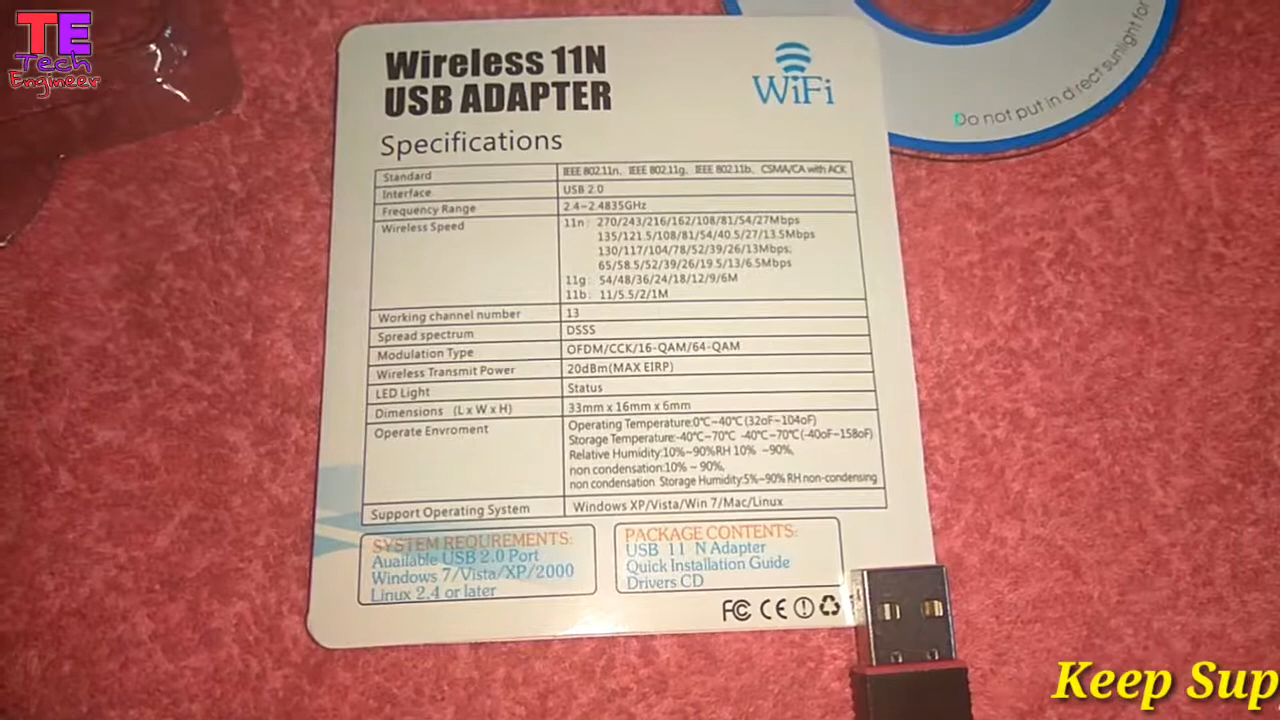 TE
Tech
Engineer
Wireless 11N
USB ADAPTER
WiFi
Do not put in direct sunlight for
Specifications
Standard IEEE 802.11n、IEEE 802.11g、IEEE 802.11b、CSMA/CA with ACK
Interface USB 2.0
Frequency Range 2.4~2.4835GHz
Wireless Speed 11n: 270/243/216/162/108/81/54/27Mbps
135/121.5/108/81/54/40.5/27/13.5Mbps
130/117/104/78/52/39/26/13Mbps;
65/58.5/52/39/26/19.5/13/6.5Mbps
11g: 54/48/36/24/18/12/9/6M
11b: 11/5.5/2/1M
Working channel number 13
Spread spectrum DSSS
Modulation Type OFDM/CCK/16-QAM/64-QAM
Wireless Transmit Power 20dBm(MAX EIRP)
LED Light Status
Dimensions (L x W x H) 33mm x 16mm x 6mm
Operate Envroment Operating Temperature:0℃~40℃(32oF~104oF)
Storage Temperature:-40℃~70℃ -40℃~70℃(-40oF~158oF)
Relative Humidity:10%~90%RH 10% ~90%,
non condensation:10% ~ 90%,
non condensation Storage Humidity:5%~90% RH non-condensing
Support Operating System Windows XP/Vista/Win 7/Mac/Linux
SYSTEM REQUREMENTS:
Auailable USB 2.0 Port
Windows 7/Vista/XP/2000
Linux 2.4 or later
PACKAGE CONTENTS:
USB 11 N Adapter
Quick Installation Guide
Drivers CD
FC CE
Keep Sup